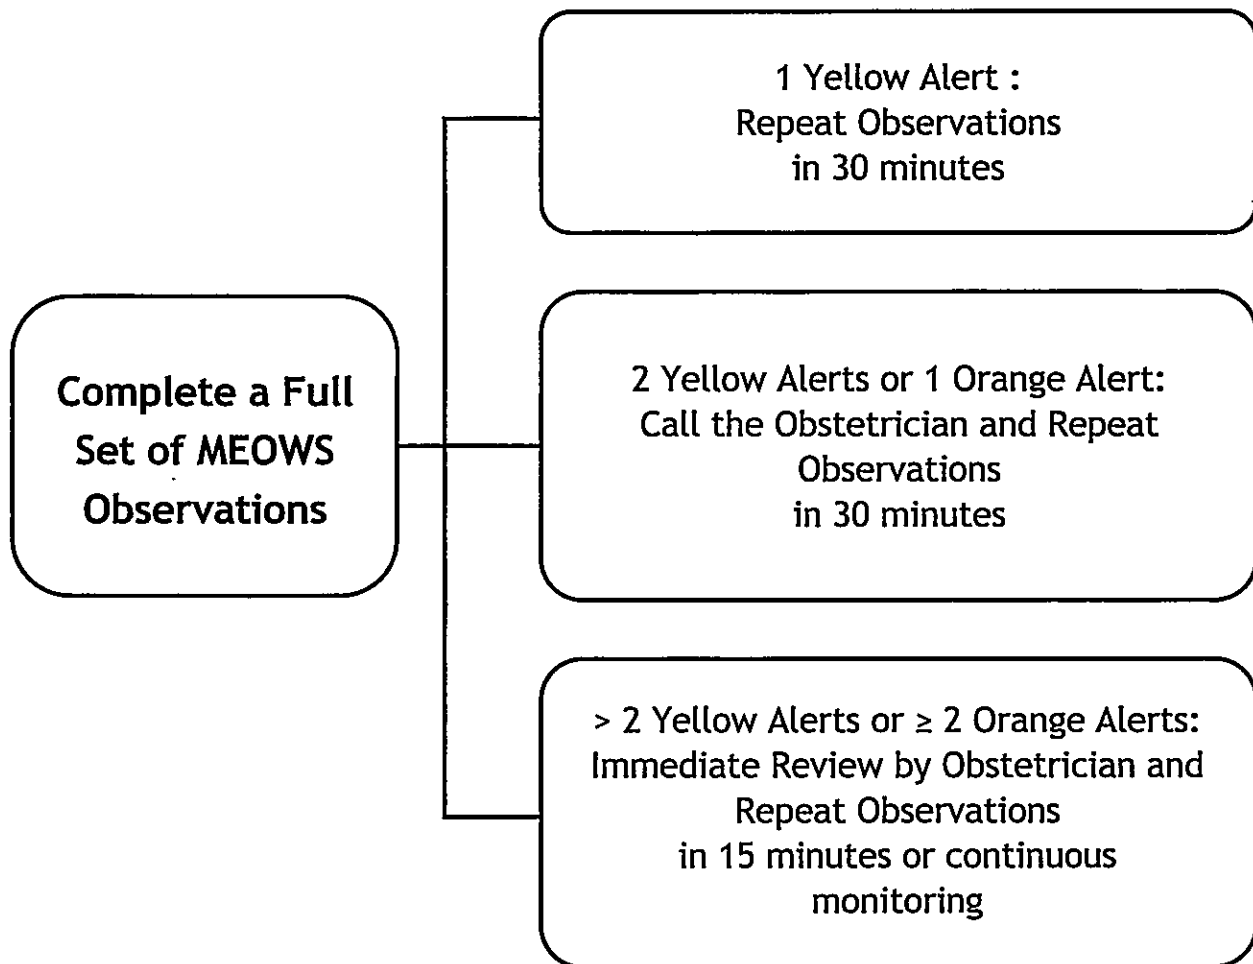 Complete a Full
Set of MEOWS
Observations
1 Yellow Alert :
Repeat Observations
in 30 minutes
2 Yellow Alerts or 1 Orange Alert:
Call the Obstetrician and Repeat
Observations
in 30 minutes
> 2 Yellow Alerts or ≥ 2 Orange Alerts:
Immediate Review by Obstetrician and
Repeat Observations
in 15 minutes or continuous
monitoring